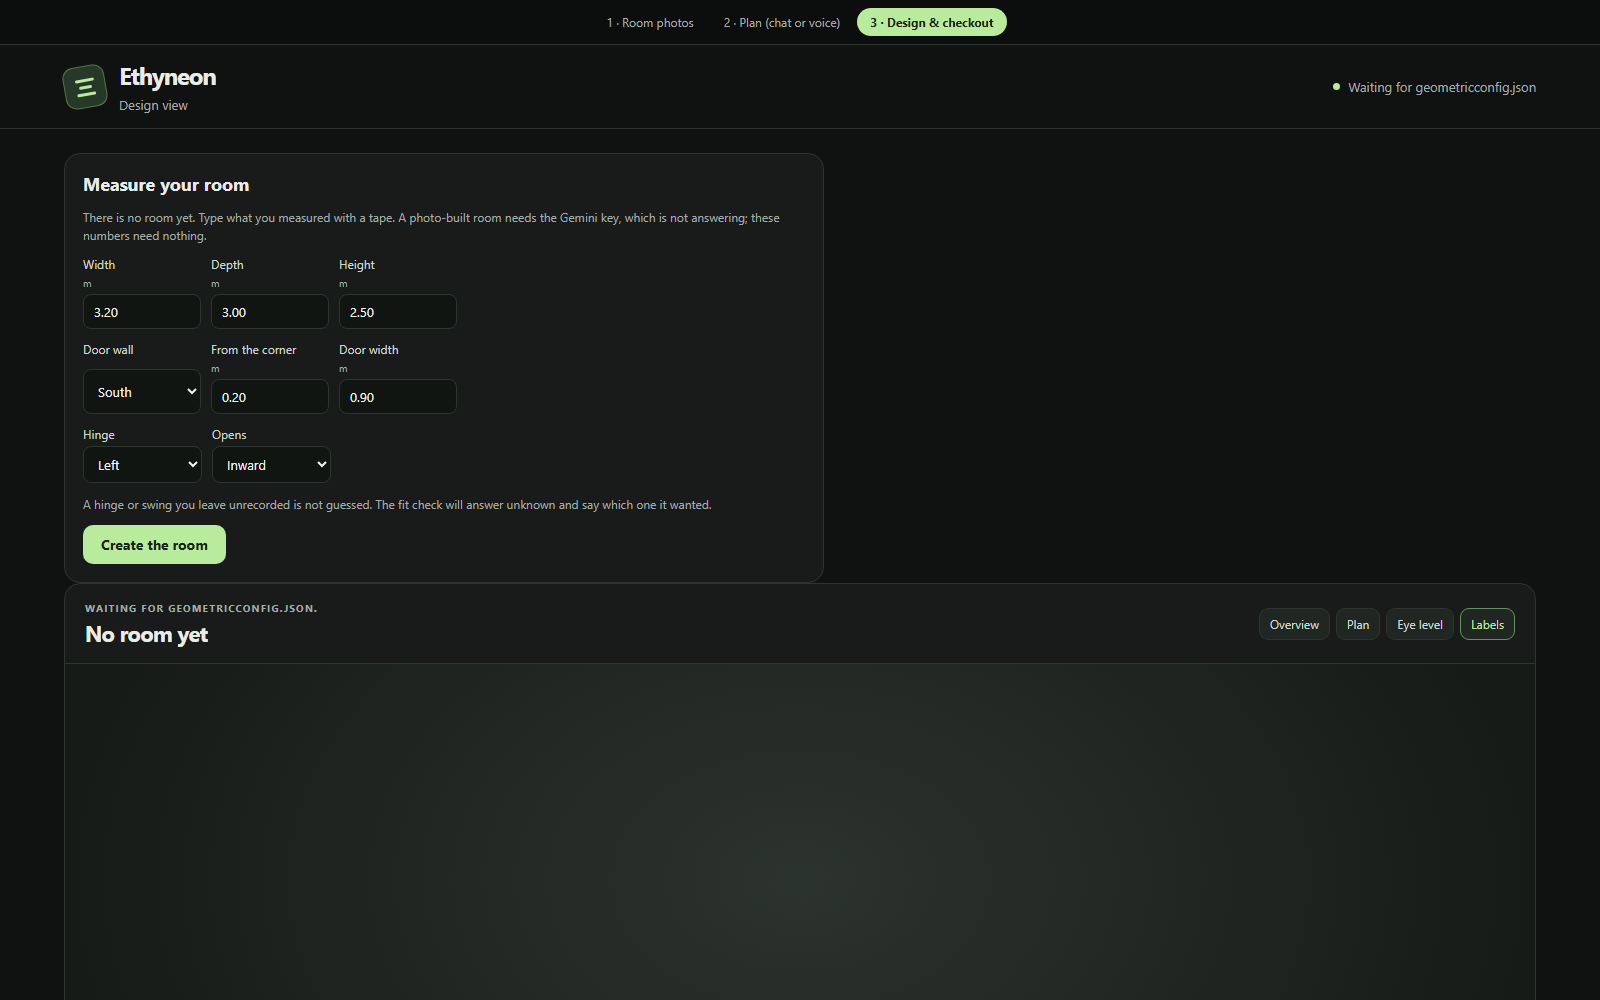 1 · Room photos
2 · Plan (chat or voice)
3 · Design & checkout
Ethyneon
Design view
Waiting for geometricconfig.json
Measure your room
There is no room yet. Type what you measured with a tape. A photo-built room needs the Gemini key, which is not answering; these
numbers need nothing.
Width
Depth
Height
m
m
m
3.20
3.00
2.50
Door wall
From the corner
Door width
m
m
South
0.20
0.90
Hinge
Opens
Left
Inward
A hinge or swing you leave unrecorded is not guessed. The fit check will answer unknown and say which one it wanted.
Create the room
WAITING FOR GEOMETRICCONFIG.JSON.
No room yet
Overview
Plan
Eye level
Labels